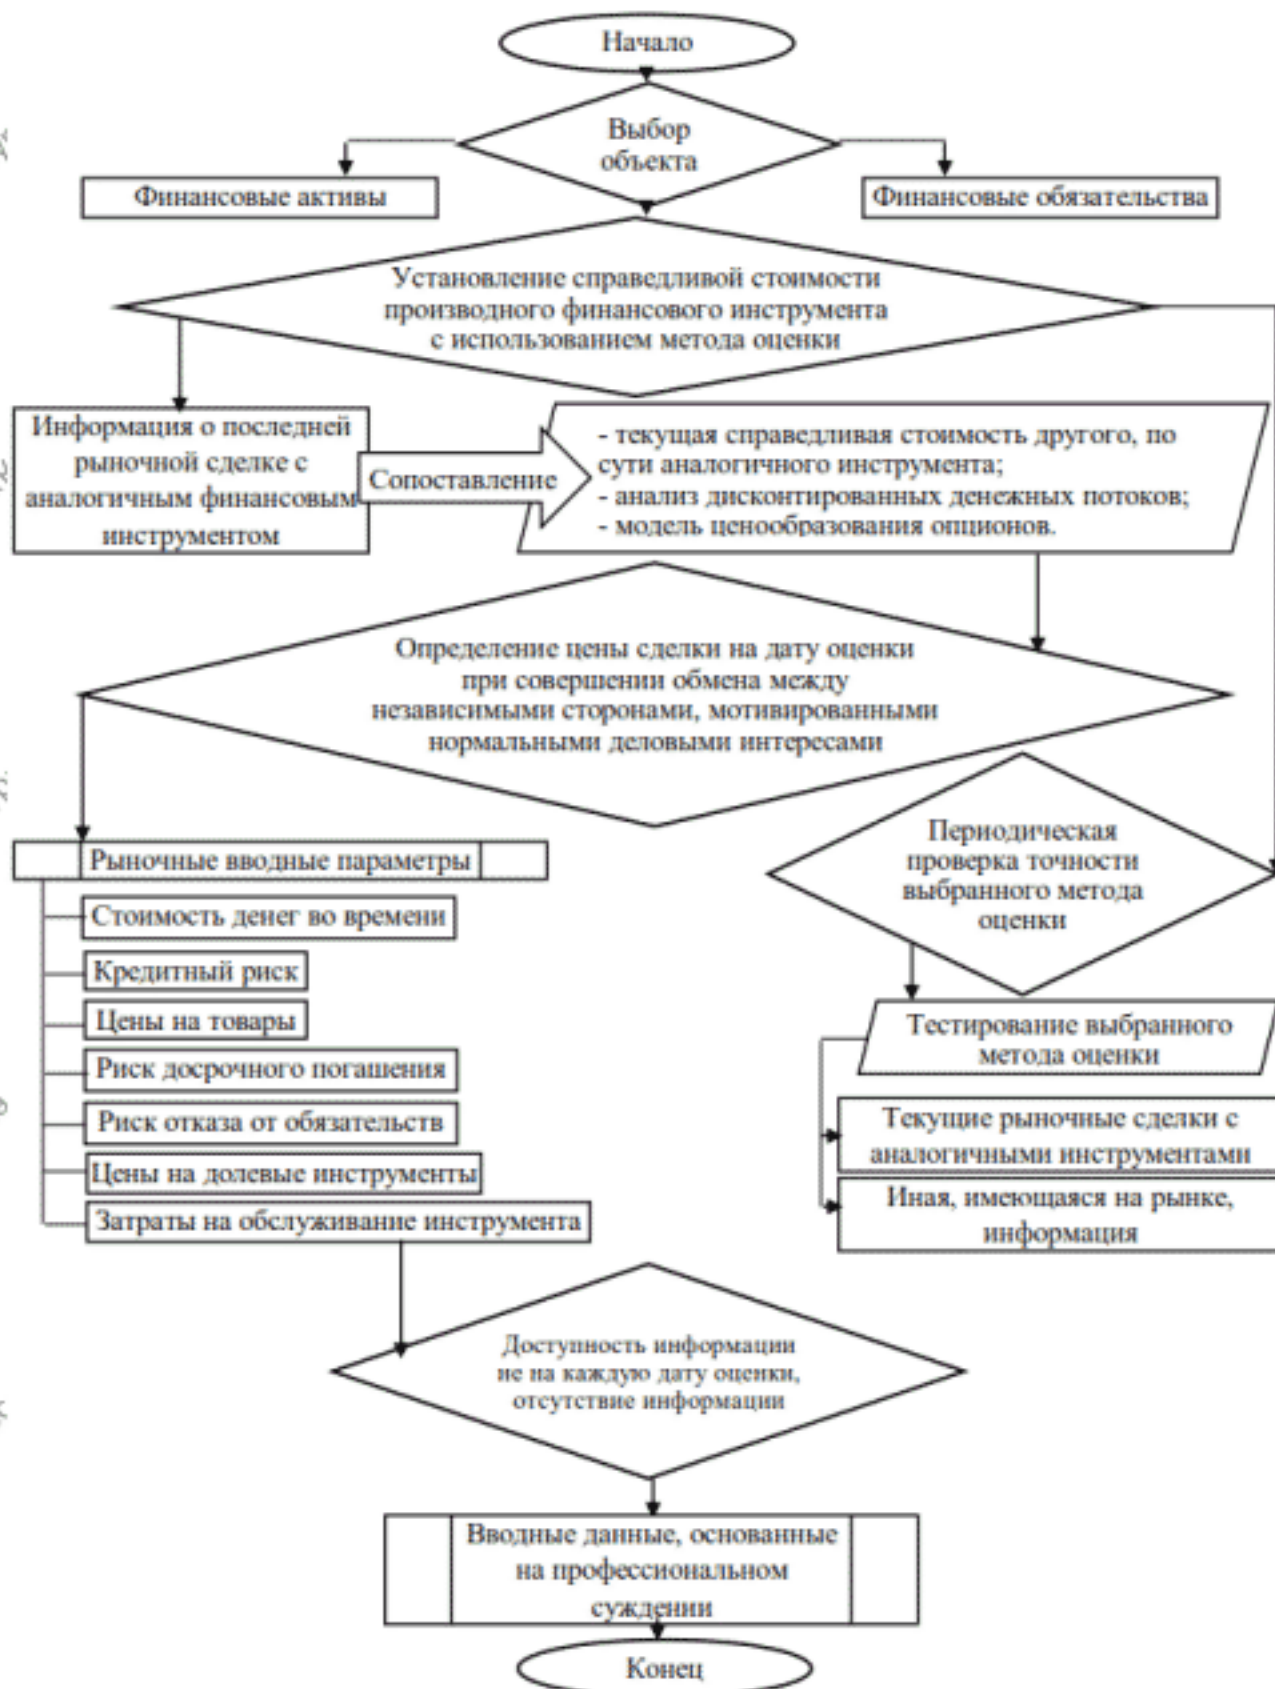 Начало
Выбор
объекта
Финансовые активы
Финансовые обязательства
Установление справедливой стоимости
производного финансового инструмента
с использованием метода оценки
Информация о последней
рыночной сделке с
аналогичным финансовым
инструментом
Сопоставление
- текущая справедливая стоимость другого, по
сути аналогичного инструмента;
- анализ дисконтированных денежных потоков;
- модель ценообразования опционов.
Определение цены сделки на дату оценки
при совершении обмена между
независимыми сторонами, мотивированными
нормальными деловыми интересами
Рыночные вводные параметры
Стоимость денег во времени
Кредитный риск
Цены на товары
Риск досрочного погашения
Риск отказа от обязательств
Цены на долевые инструменты
Затраты на обслуживание инструмента
Периодическая
проверка точности
выбранного метода
оценки
Тестирование выбранного
метода оценки
Текущие рыночные сделки с
аналогичными инструментами
Иная, имеющаяся на рынке,
информация
Доступность информации
не на каждую дату оценки,
отсутствие информации
Вводные данные, основанные
на профессиональном
суждении
Конец